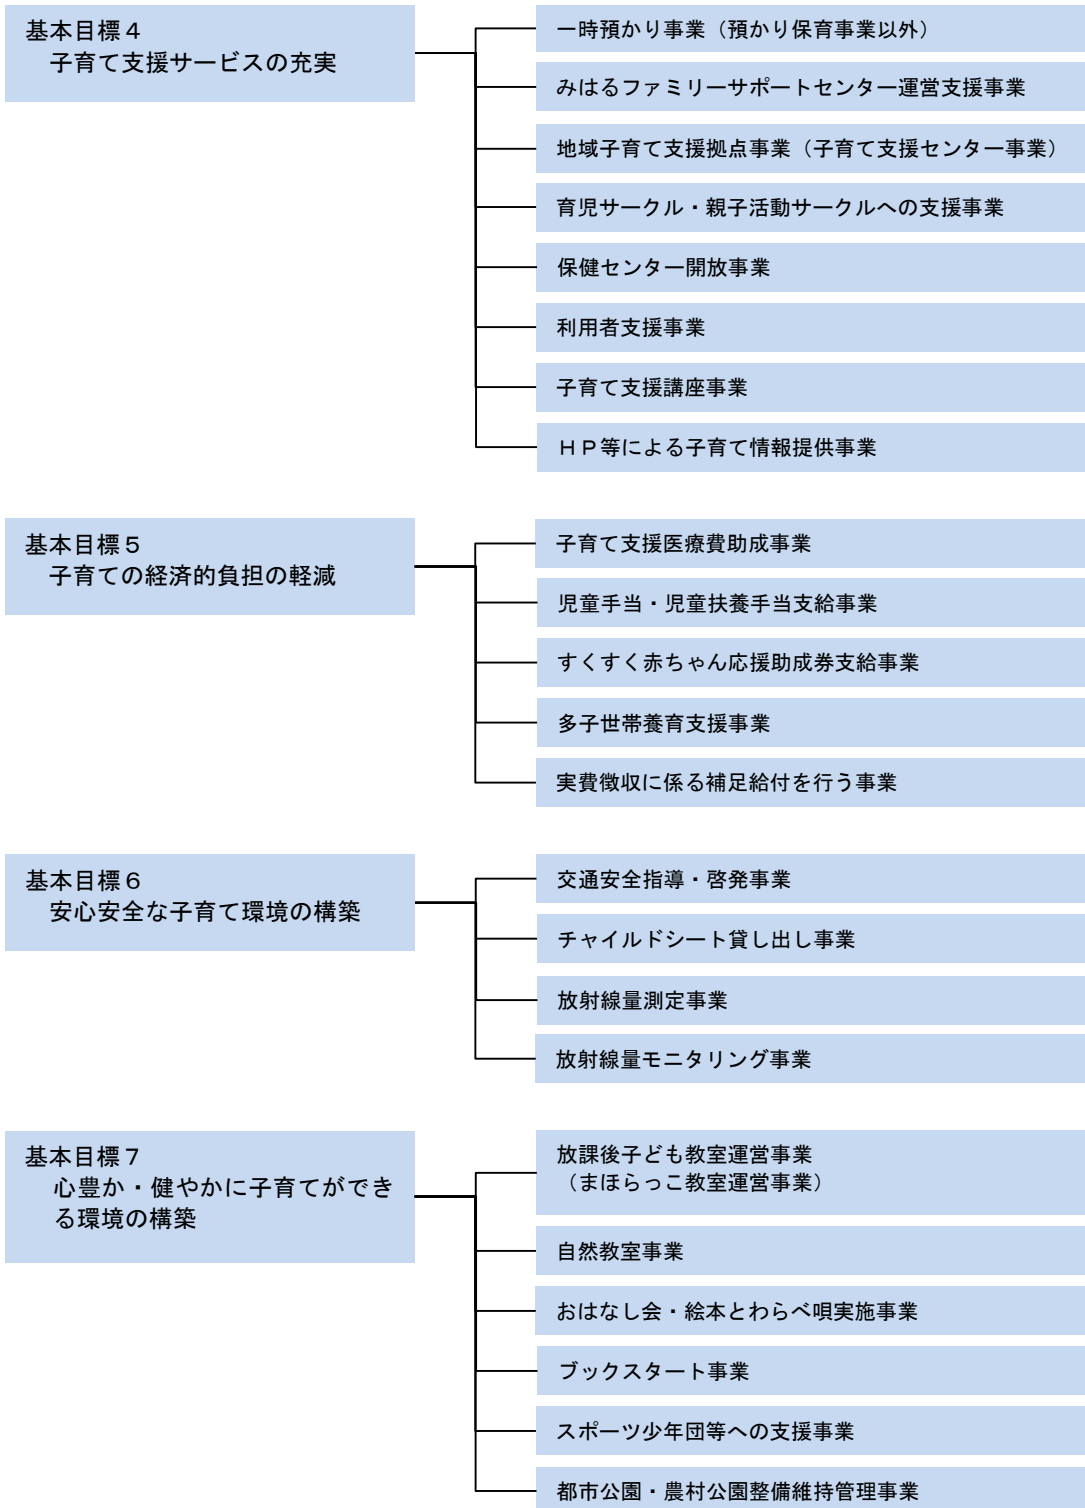 基本目標４
子育て支援サービスの充実
一時預かり事業（預かり保育事業以外）
みはるファミリーサポートセンター運営支援事業
地域子育て支援拠点事業（子育て支援センター事業）
育児サークル・親子活動サークルへの支援事業
保健センター開放事業
利用者支援事業
子育て支援講座事業
ＨＰ等による子育て情報提供事業
基本目標５
子育ての経済的負担の軽減
子育て支援医療費助成事業
児童手当・児童扶養手当支給事業
すくすく赤ちゃん応援助成券支給事業
多子世帯養育支援事業
実費徴収に係る補足給付を行う事業
基本目標６
安心安全な子育て環境の構築
交通安全指導・啓発事業
チャイルドシート貸し出し事業
放射線量測定事業
放射線量モニタリング事業
基本目標７
心豊か・健やかに子育てができ
る環境の構築
放課後子ども教室運営事業
（まほらっこ教室運営事業）
自然教室事業
おはなし会・絵本とわらべ唄実施事業
ブックスタート事業
スポーツ少年団等への支援事業
都市公園・農村公園整備維持管理事業